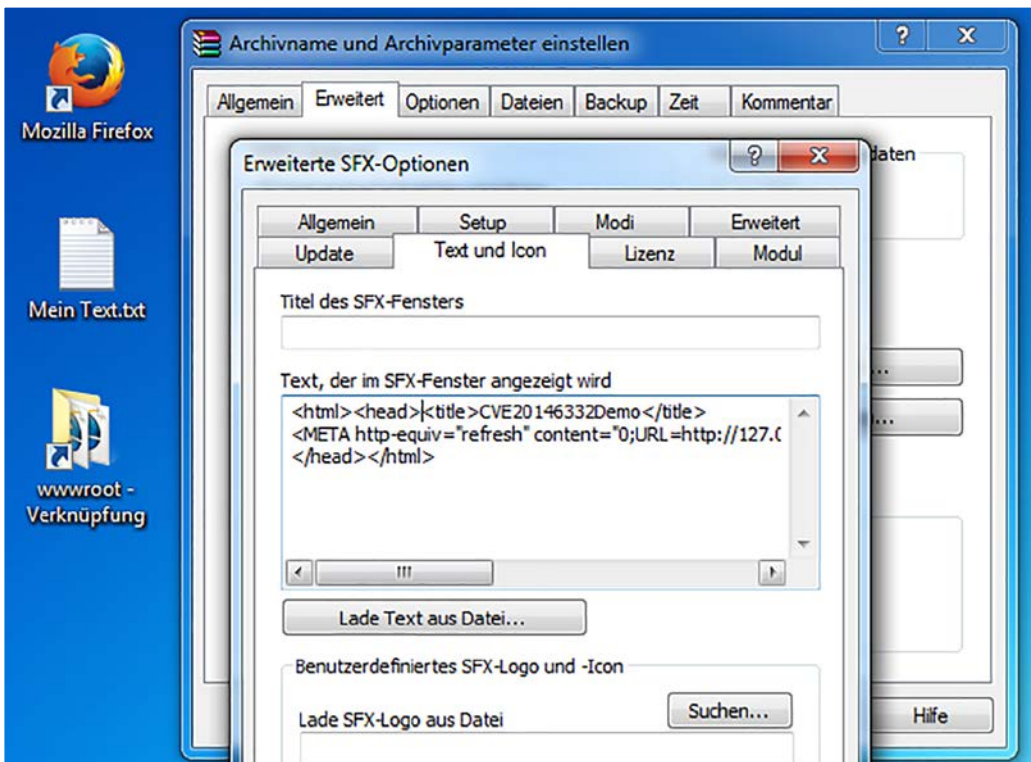 Mozilla Firefox
Mein Text.txt
wwwroot -
Verknüpfung
Archivname und Archivparameter einstellen
Allgemein Erweitert Optionen Dateien Backup Zeit Kommentar
daten
Erweiterte SFX-Optionen
Allgemein Setup Modi Erweitert
Update Text und Icon Lizenz Modul
Titel des SFX-Fensters
Text, der im SFX-Fenster angezeigt wird
<html><head><title>CVE20146332Demo</title>
<META http-equiv="refresh" content="0;URL=http://127.0
</head></html>
Lade Text aus Datei...
Benutzerdefiniertes SFX-Logo und -Icon
Suchen...
Lade SFX-Logo aus Datei
Hilfe